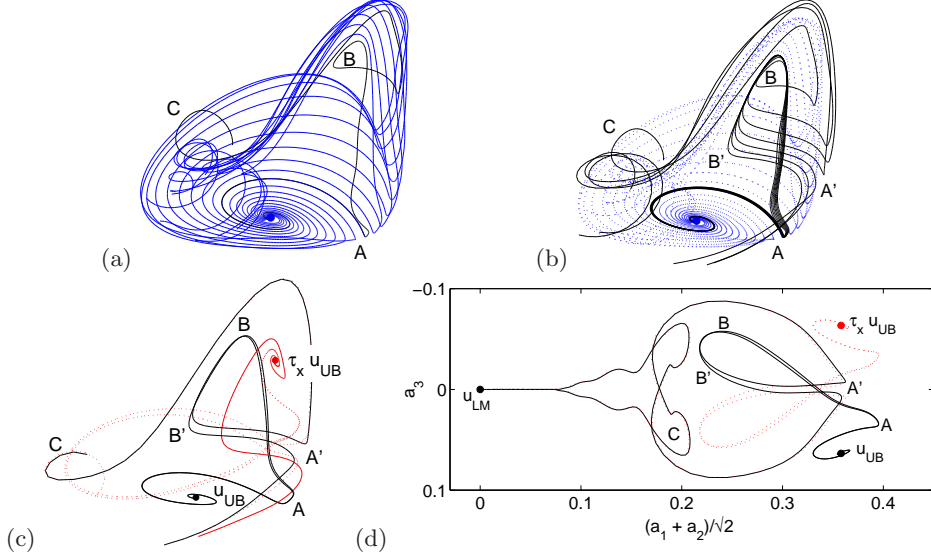 B
C
A
(a)
B
C
B'
A'
A
(b)
B
τx uUB
B'
C
A'
uUB
A
(c)
-0.1
B
τx uUB
a3
0
uLM
B'
A'
A
C
uUB
0.1
0
0.1
0.2
0.3
0.4
(d)
(a1 + a2)/√2